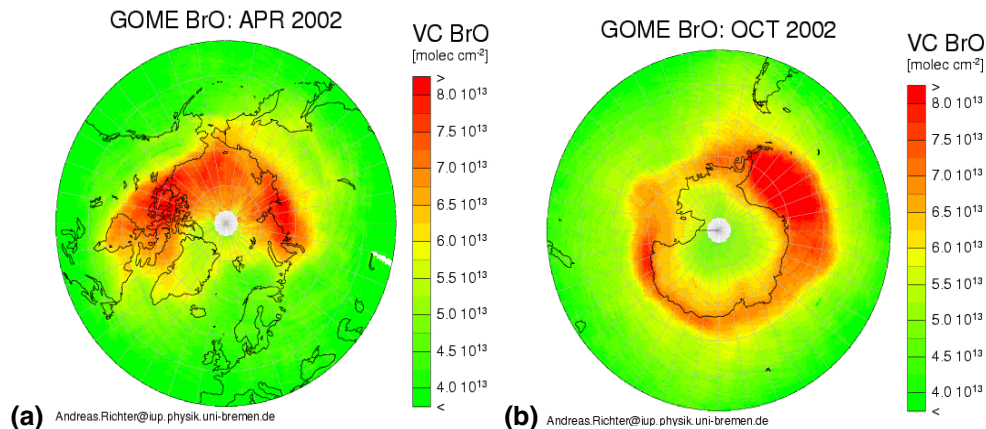 GOME BrO: APR 2002
VC BrO
[molec cm⁻²]
>
8.0 10¹³
7.5 10¹³
7.0 10¹³
6.5 10¹³
6.0 10¹³
5.5 10¹³
5.0 10¹³
4.5 10¹³
4.0 10¹³
<
(a) Andreas.Richter@iup.physik.uni-bremen.de
GOME BrO: OCT 2002
VC BrO
[molec cm⁻²]
>
8.0 10¹³
7.5 10¹³
7.0 10¹³
6.5 10¹³
6.0 10¹³
5.5 10¹³
5.0 10¹³
4.5 10¹³
4.0 10¹³
<
(b) Andreas.Richter@iup.physik.uni-bremen.de